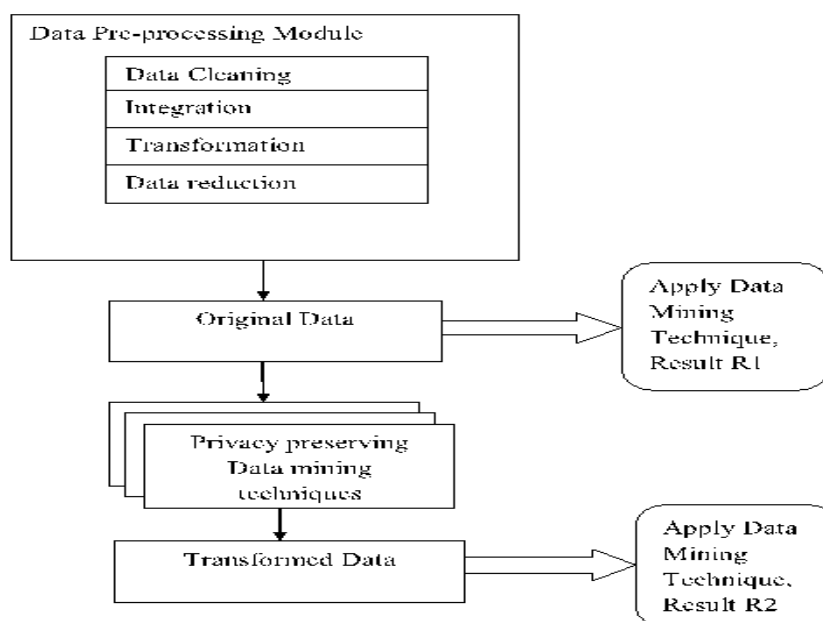 Data Pre-processing Module
Data Cleaning
Integration
Transformation
Data reduction
Original Data
Apply Data
Mining
Technique,
Result R1
Privacy preserving
Data mining
techniques
Transformed Data
Apply Data
Mining
Technique,
Result R2